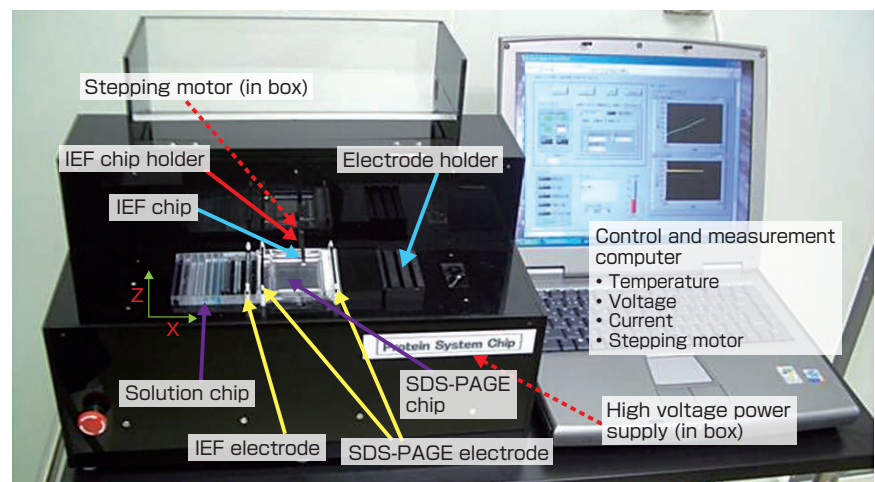 Stepping motor (in box)
IEF chip holder
Electrode holder
IEF chip
Control and measurement
computer
• Temperature
• Voltage
• Current
• Stepping motor
Z
X
Protein System Chip
Solution chip
SDS-PAGE
chip
High voltage power
supply (in box)
IEF electrode
SDS-PAGE electrode